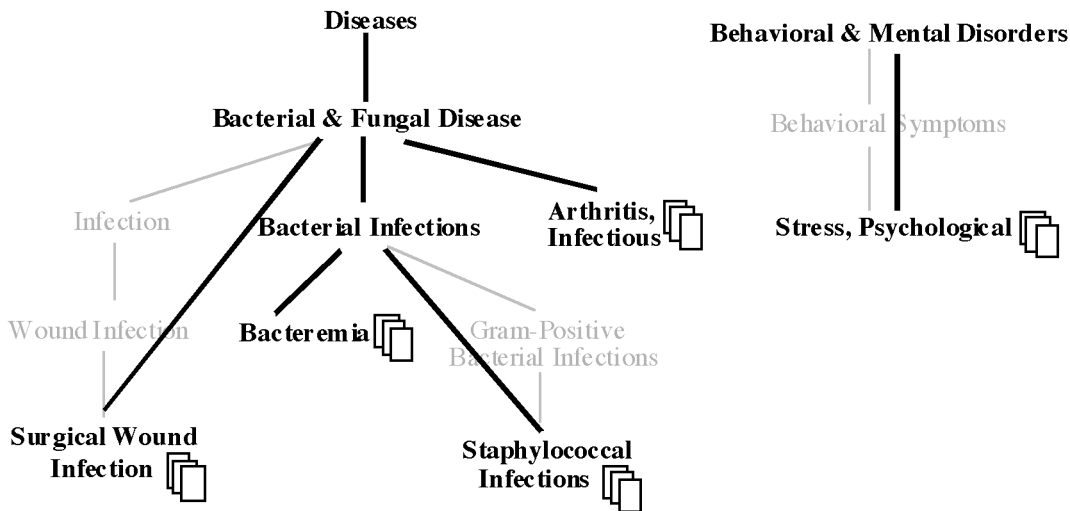 Diseases
Behavioral & Mental Disorders
Bacterial & Fungal Disease
Behavioral Symptoms
Infection
Bacterial Infections
Arthritis,
Infectious
Stress, Psychological
Wound Infection
Bacteremia
Gram-Positive
Bacterial Infections
Surgical Wound
Infection
Staphylococcal
Infections